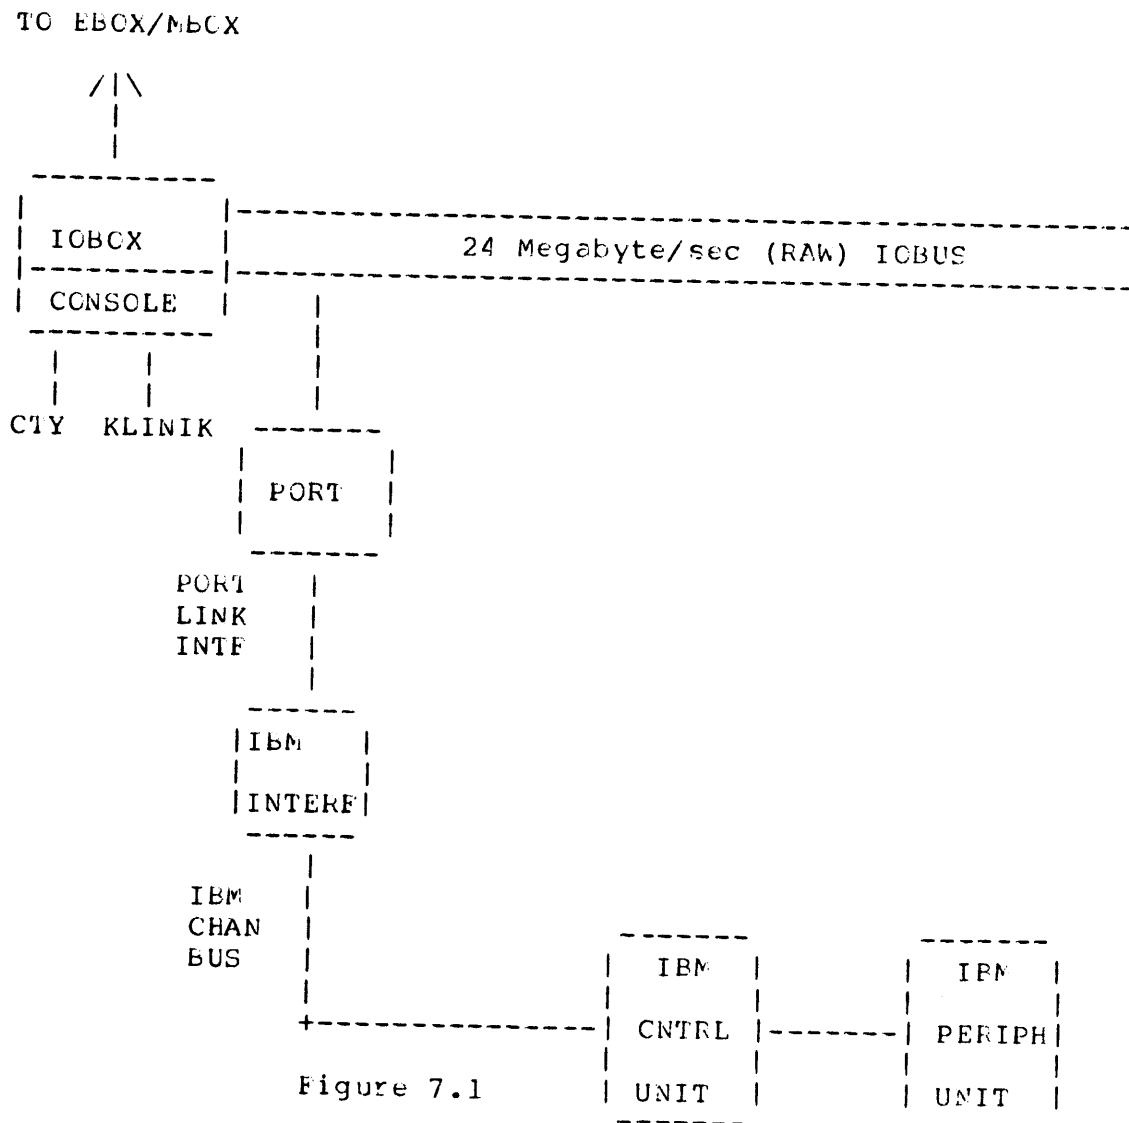 TO EBOX/MBOX
IOBOX
24 Megabyte/sec (RAW) IOBUS
CONSOLE
CTY KLINIK
PORT
PORT
LINK
INTF
IBM
INTERF
IBM
CHAN
BUS
IBM
CNTRL
UNIT
IBM
PERIPH
UNIT
Figure 7.1